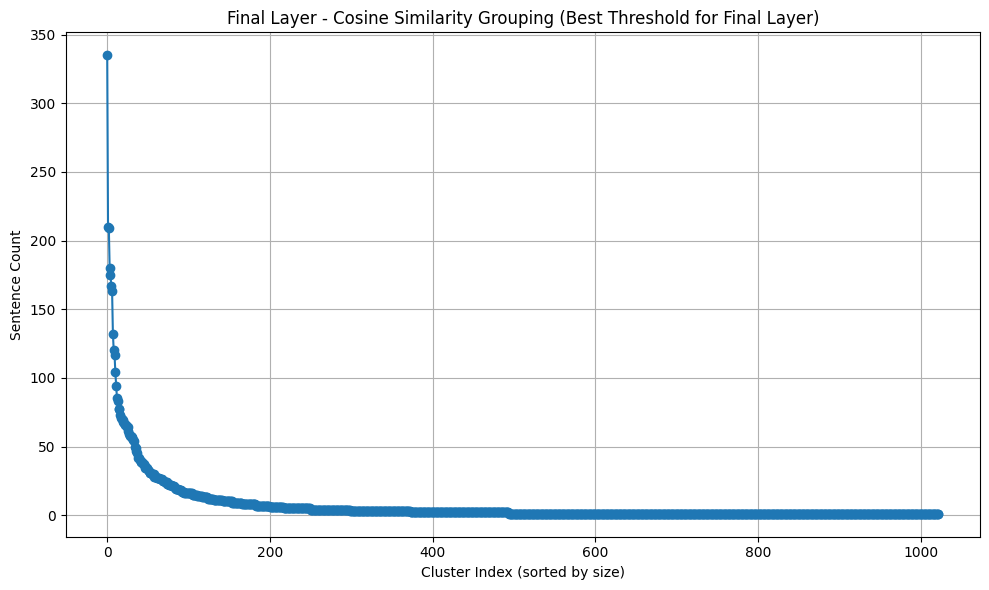 Final Layer - Cosine Similarity Grouping (Best Threshold for Final Layer)
350
300
250
200
150
100
50
0
Sentence Count
0 200 400 600 800 1000
Cluster Index (sorted by size)